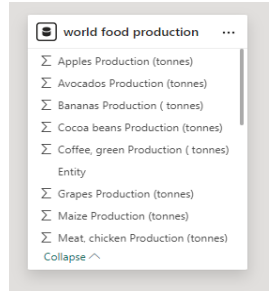 world food production ...
Σ Apples Production (tonnes)
Σ Avocados Production (tonnes)
Σ Bananas Production ( tonnes)
Σ Cocoa beans Production (tonnes)
Σ Coffee, green Production ( tonnes)
Entity
Σ Grapes Production (tonnes)
Σ Maize Production (tonnes)
Σ Meat, chicken Production (tonnes)
Collapse